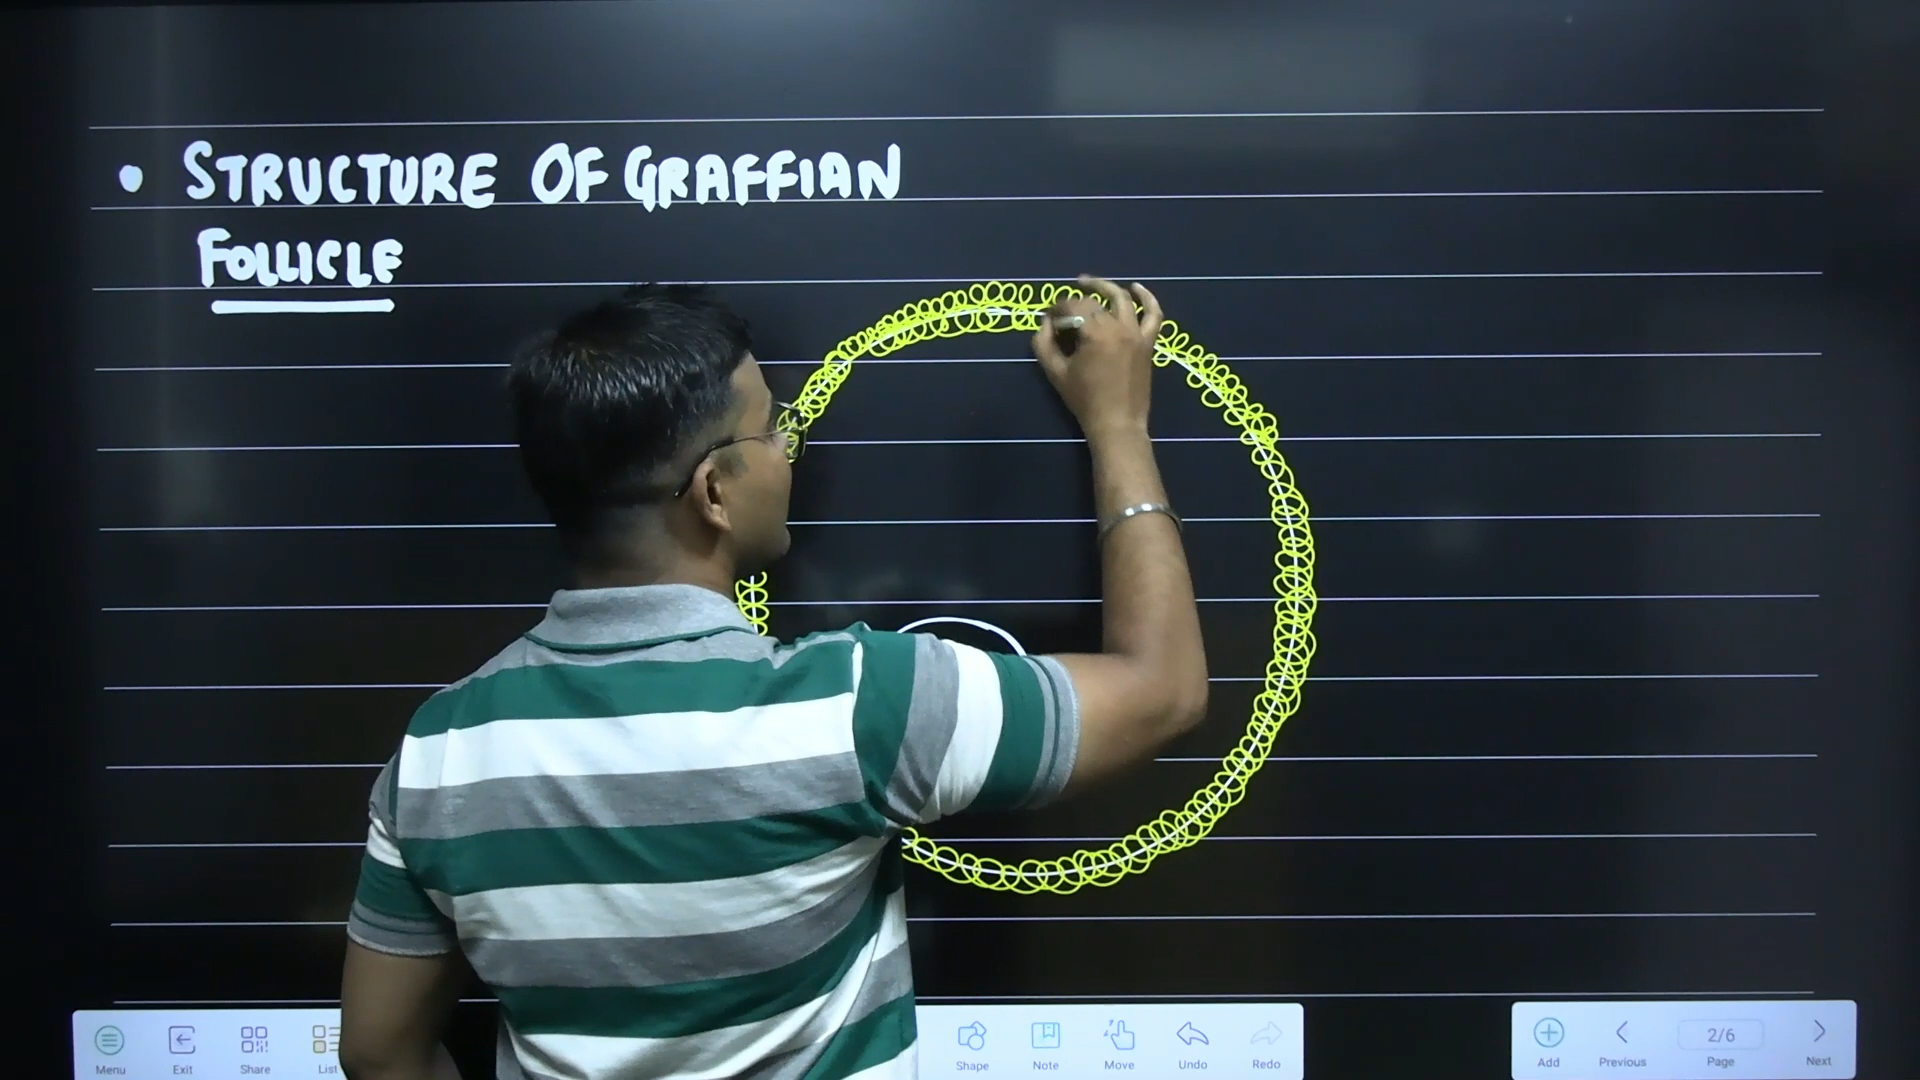 • STRUCTURE OF GRAFFIAN
FOLLICLE
Menu Exit Share List Shape Note Move Undo Redo Add Previous 2/6 Page Next